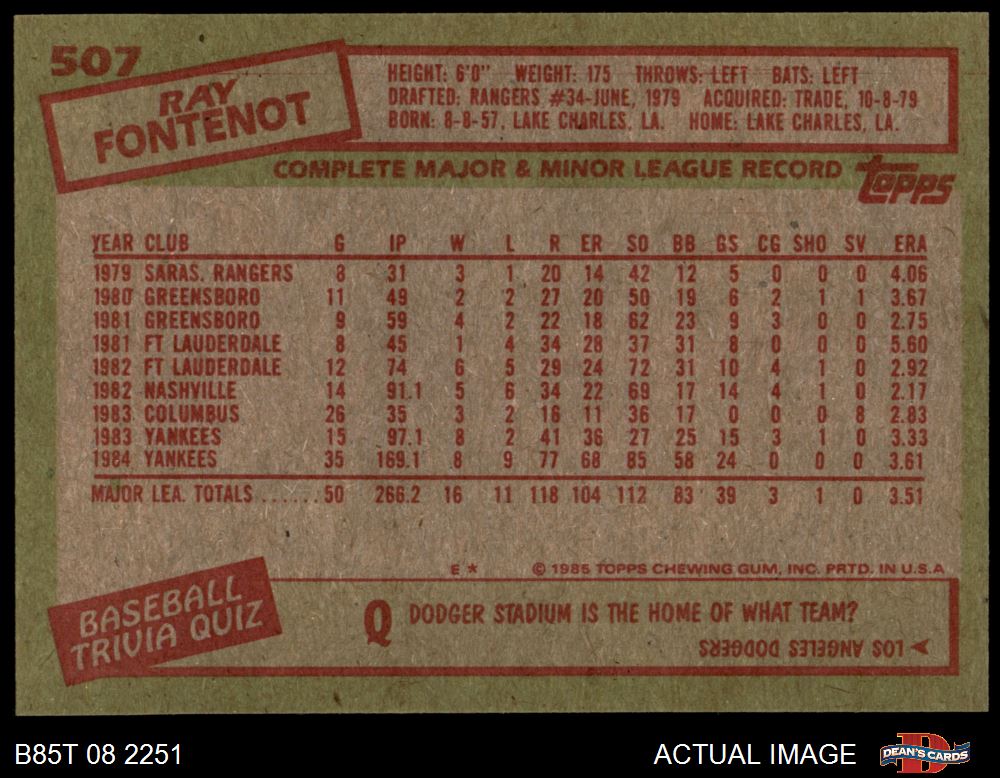 507
RAY
FONTENOT
HEIGHT: 6'0" WEIGHT: 175 THROWS: LEFT BATS: LEFT
DRAFTED: RANGERS #34-JUNE, 1979 ACQUIRED: TRADE, 10-8-79
BORN: 8-8-57, LAKE CHARLES, LA. HOME: LAKE CHARLES, LA.
COMPLETE MAJOR & MINOR LEAGUE RECORD
topps
YEAR CLUB G IP W L R ER SO BB GS CG SHO SV ERA
1979 SARAS. RANGERS 8 31 3 1 20 14 42 12 5 0 0 0 4.06
1980 GREENSBORO 11 49 2 2 27 20 50 19 6 2 1 1 3.67
1981 GREENSBORO 9 59 4 2 22 18 62 23 9 3 0 0 2.75
1981 FT LAUDERDALE 8 45 1 4 34 28 37 31 8 0 0 0 5.60
1982 FT LAUDERDALE 12 74 6 5 29 24 72 31 10 4 1 0 2.92
1982 NASHVILLE 14 91.1 5 6 34 22 69 17 14 4 1 0 2.17
1983 COLUMBUS 26 35 3 2 16 11 36 17 0 0 0 8 2.83
1983 YANKEES 15 97.1 8 2 41 36 27 25 15 3 1 0 3.33
1984 YANKEES 35 169.1 8 9 77 68 85 58 24 0 0 0 3.61
MAJOR LEA. TOTALS ...... 50 266.2 16 11 118 104 112 83 39 3 1 0 3.51
E * © 1985 TOPPS CHEWING GUM, INC. PRTD. IN U.S.A
BASEBALL
TRIVIA QUIZ
Q DODGER STADIUM IS THE HOME OF WHAT TEAM?
LOS ANGELES DODGERS
B85T 08 2251
ACTUAL IMAGE
D
DEAN'S CARDS